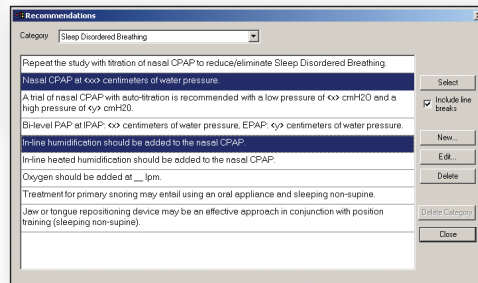 Recommendations
Category
Sleep Disordered Breathing
Repeat the study with titration of nasal CPAP to reduce/eliminate Sleep Disordered Breathing.
Nasal CPAP at <xx> centimeters of water pressure.
A trial of nasal CPAP with auto-titration is recommended with a low pressure of <x> cmH2O and a
high pressure of <y> cmH20.
Bi-level PAP at IPAP: <x> centimeters of water pressure, EPAP: <y> centimeters of water pressure.
In-line humidification should be added to the nasal CPAP.
In-line heated humidification should be added to the nasal CPAP.
Oxygen should be added at __ lpm.
Treatment for primary snoring may entail using an oral appliance and sleeping non-supine.
Jaw or tongue repositioning device may be an effective approach in conjunction with position
training (sleeping non-supine).
Select
Include line
breaks
New...
Edit...
Delete
Delete Category
Close